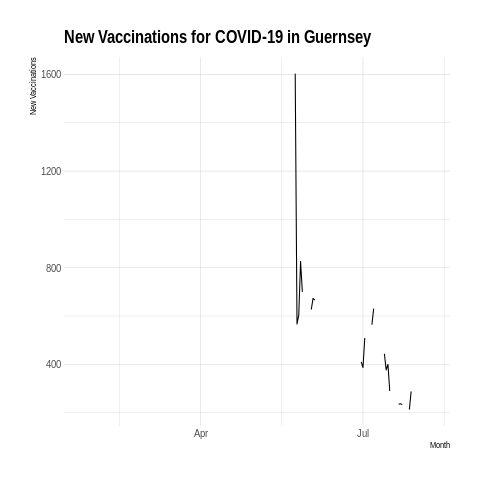 New Vaccinations for COVID-19 in Guernsey
New Vaccinations
1600
1200
800
400
Apr
Jul
Month